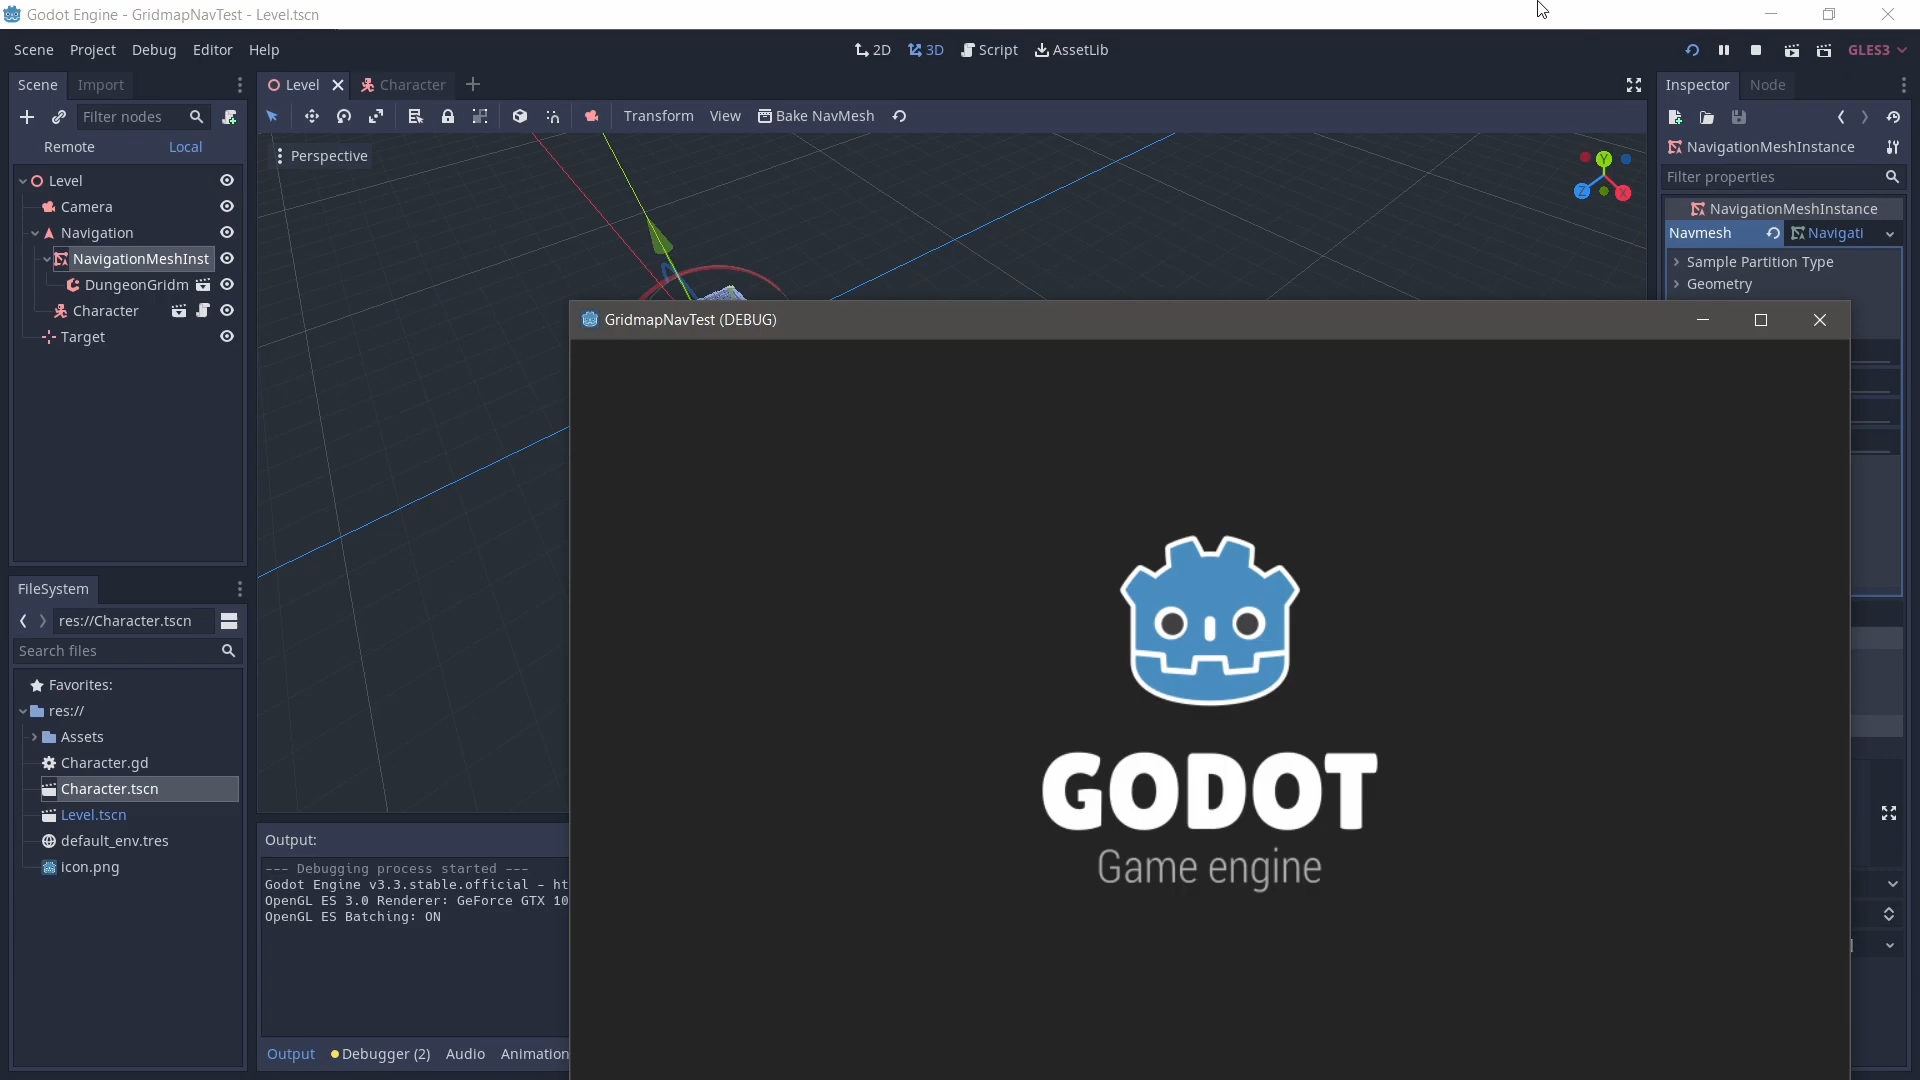 Godot Engine - GridmapNavTest - Level.tscn
Scene Project Debug Editor Help
2D 3D Script AssetLib
GLES3
Scene Import
Level Character
Inspector Node
Filter nodes
Transform View Bake NavMesh
Remote Local
NavigationMeshInstance
Perspective
Y
Z
X
Filter properties
Level
Camera
Navigation
NavigationMeshInst
DungeonGridm
Character
Target
NavigationMeshInstance
Navmesh Navigati
Sample Partition Type
Geometry
GridmapNavTest (DEBUG)
GODOT
Game engine
FileSystem
res://Character.tscn
Search files
Favorites:
res://
Assets
Character.gd
Character.tscn
Level.tscn
default_env.tres
icon.png
Output:
--- Debugging process started ---
Godot Engine v3.3.stable.official - ht
OpenGL ES 3.0 Renderer: GeForce GTX 10
OpenGL ES Batching: ON
Output Debugger (2) Audio Animation